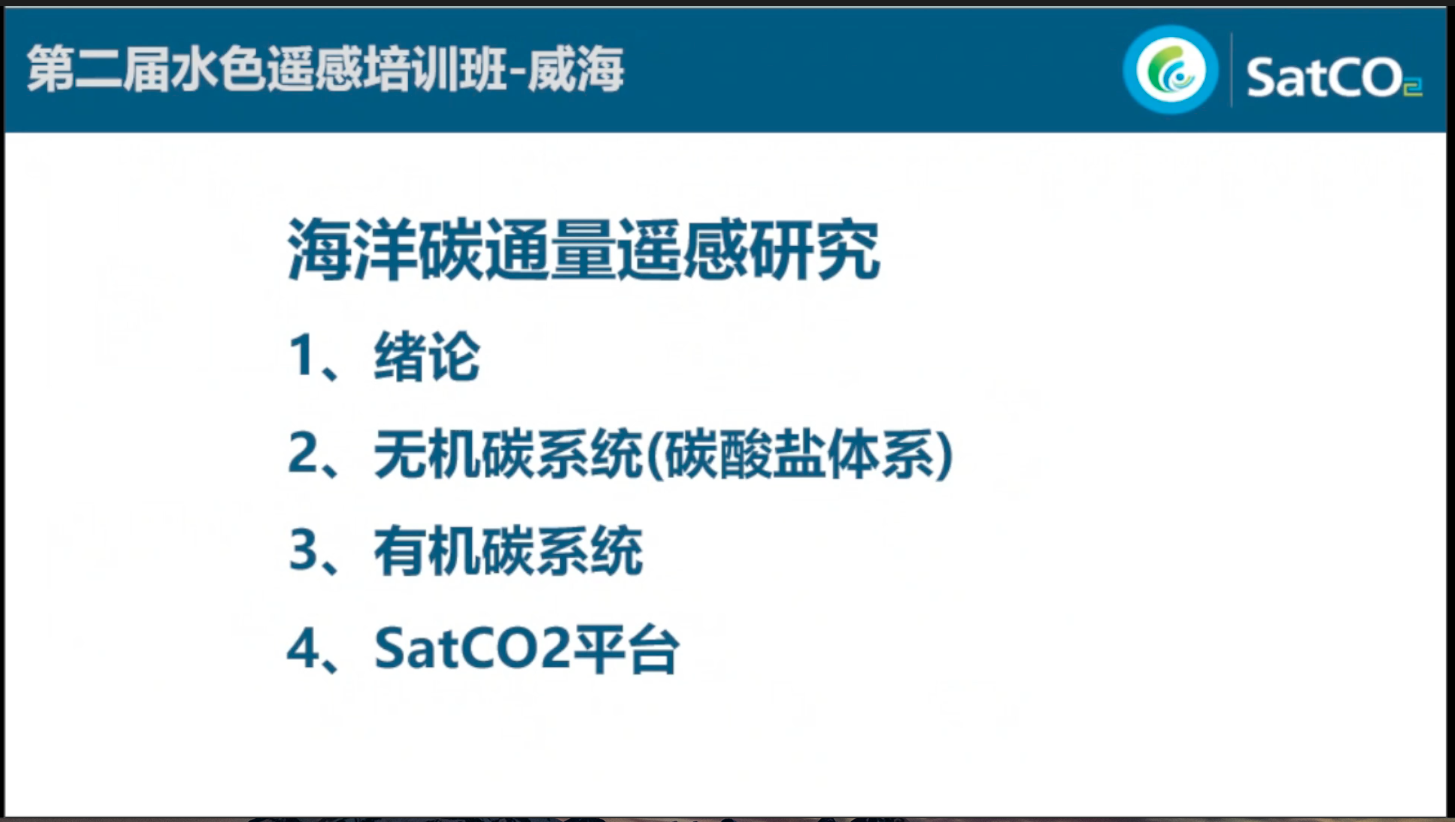 第二届水色遥感培训班-威海
SatCO2
海洋碳通量遥感研究
1、绪论
2、无机碳系统(碳酸盐体系)
3、有机碳系统
4、SatCO2平台